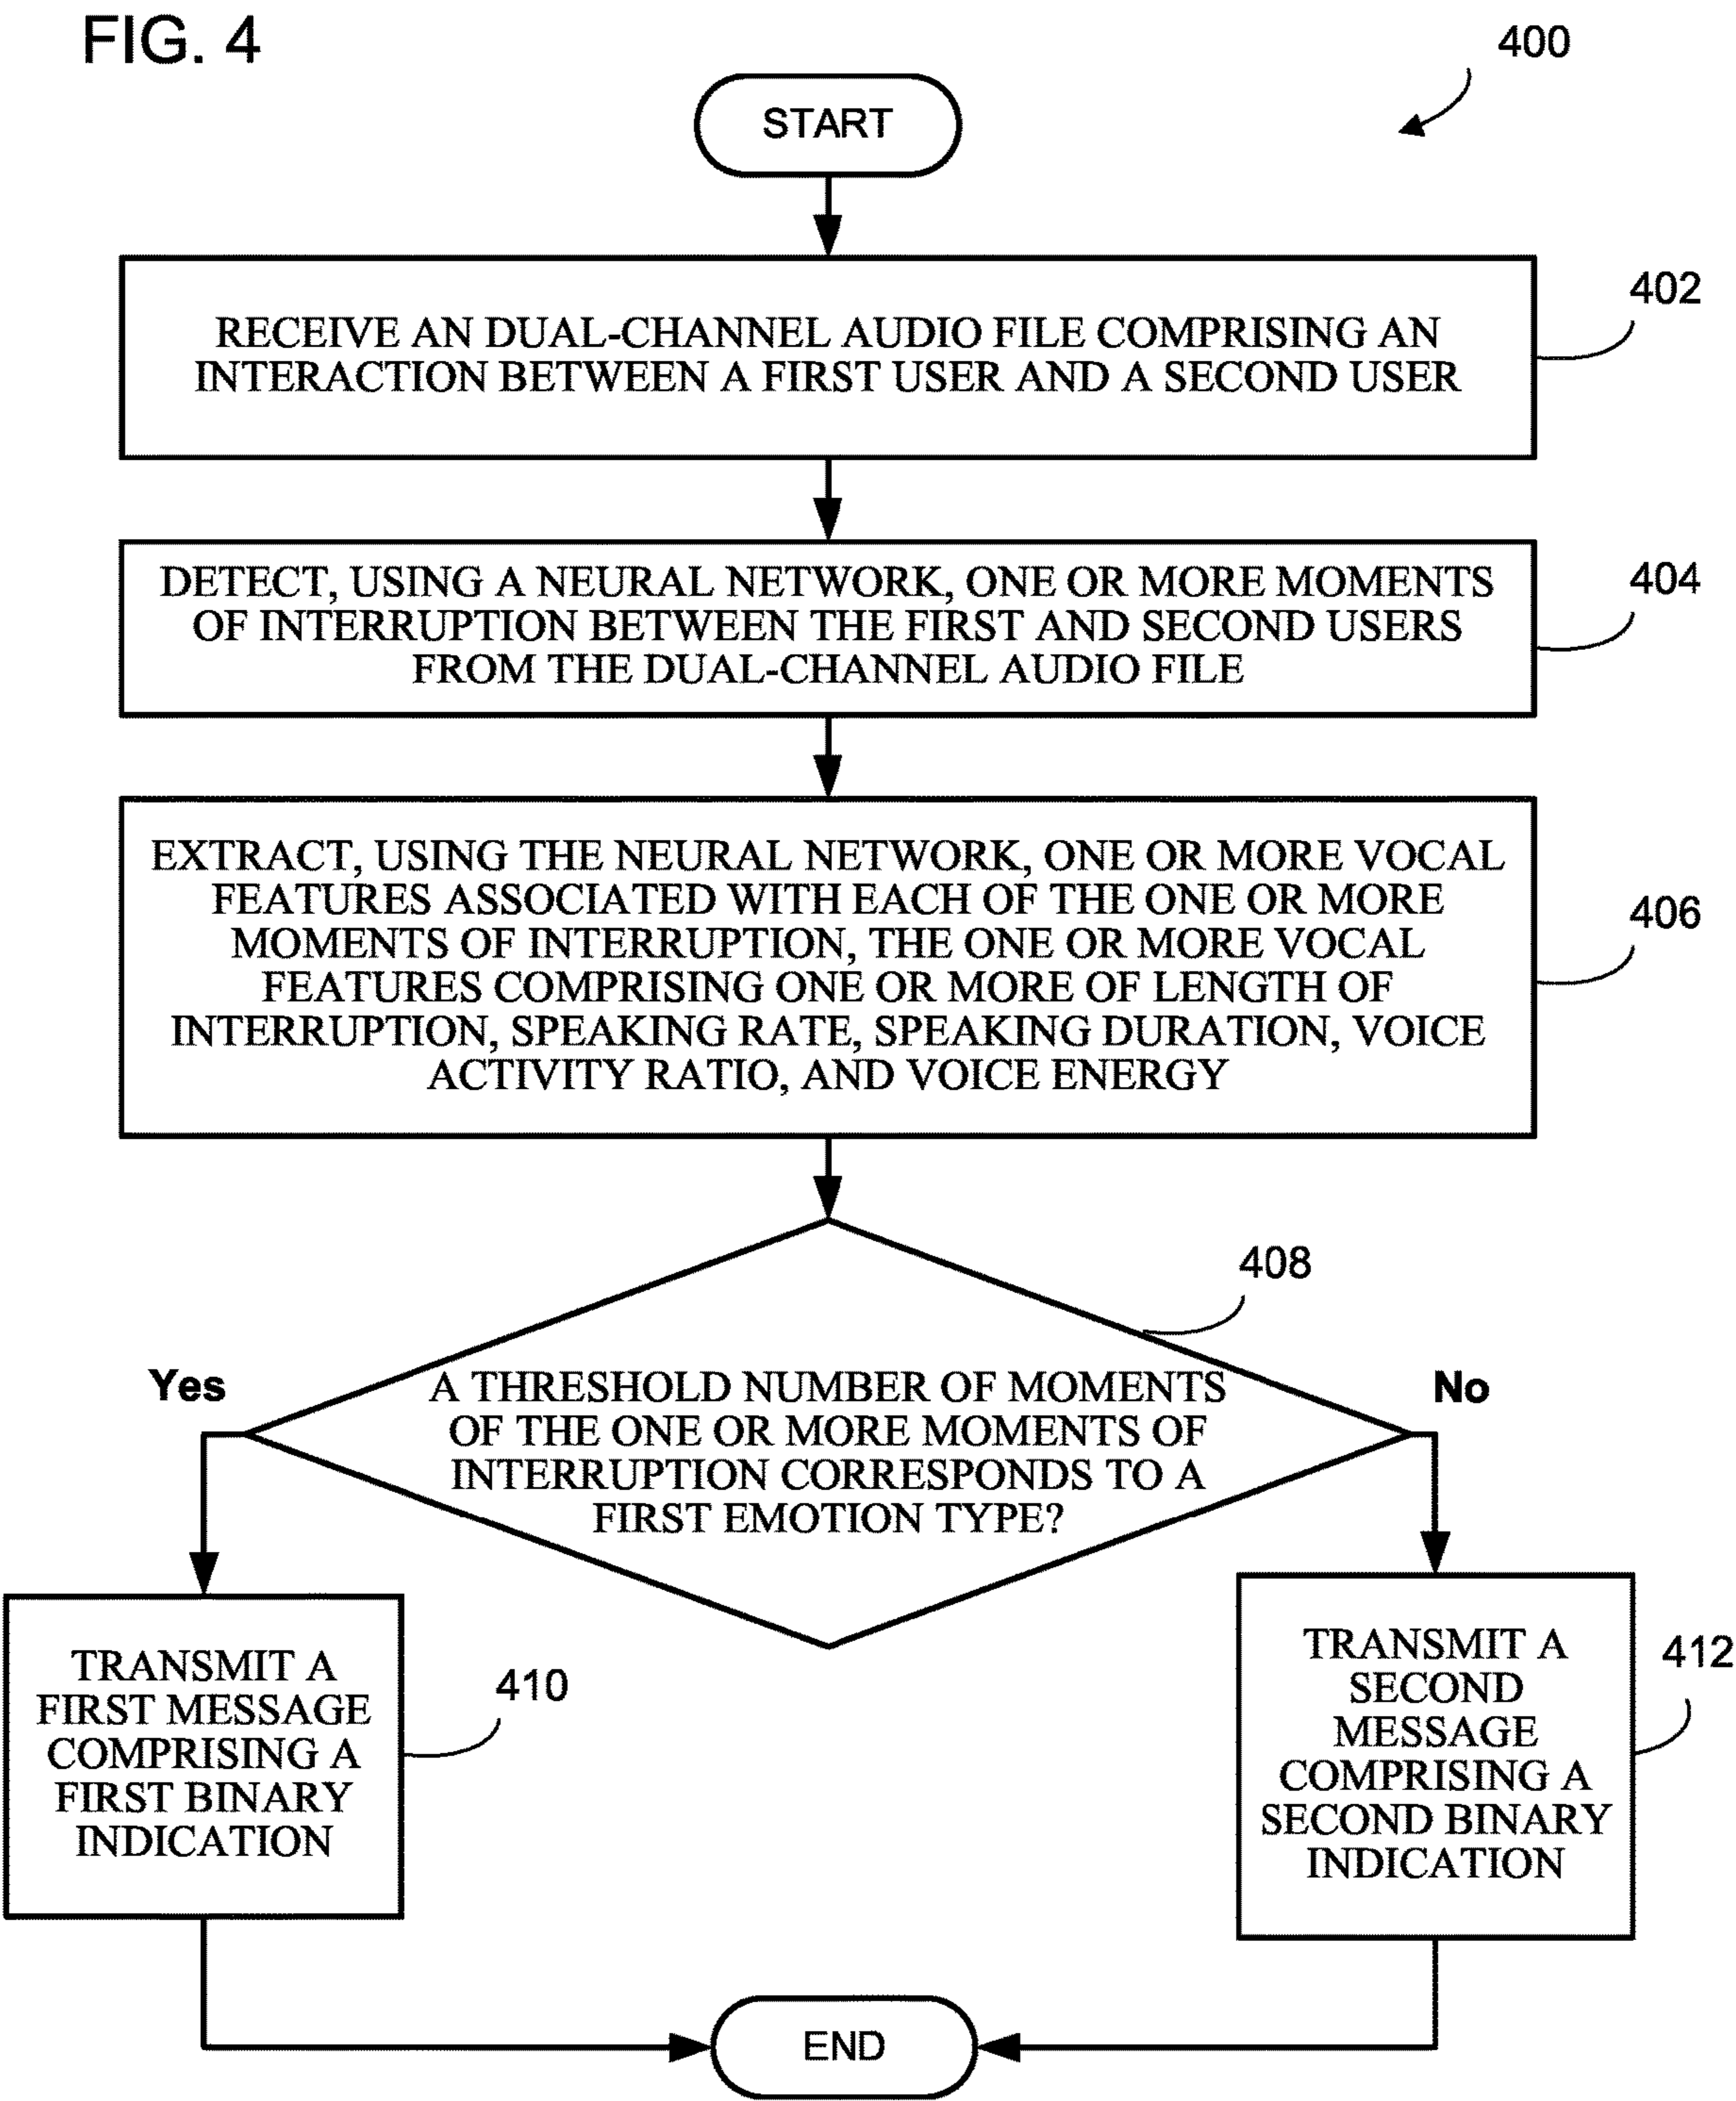 FIG. 4
400
START
402
RECEIVE AN DUAL-CHANNEL AUDIO FILE COMPRISING AN
INTERACTION BETWEEN A FIRST USER AND A SECOND USER
404
DETECT, USING A NEURAL NETWORK, ONE OR MORE MOMENTS
OF INTERRUPTION BETWEEN THE FIRST AND SECOND USERS
FROM THE DUAL-CHANNEL AUDIO FILE
406
EXTRACT, USING THE NEURAL NETWORK, ONE OR MORE VOCAL
FEATURES ASSOCIATED WITH EACH OF THE ONE OR MORE
MOMENTS OF INTERRUPTION, THE ONE OR MORE VOCAL
FEATURES COMPRISING ONE OR MORE OF LENGTH OF
INTERRUPTION, SPEAKING RATE, SPEAKING DURATION, VOICE
ACTIVITY RATIO, AND VOICE ENERGY
408
A THRESHOLD NUMBER OF MOMENTS
OF THE ONE OR MORE MOMENTS OF
INTERRUPTION CORRESPONDS TO A
FIRST EMOTION TYPE?
Yes
No
TRANSMIT A
FIRST MESSAGE
COMPRISING A
FIRST BINARY
INDICATION
410
TRANSMIT A
SECOND
MESSAGE
COMPRISING A
SECOND BINARY
INDICATION
412
END